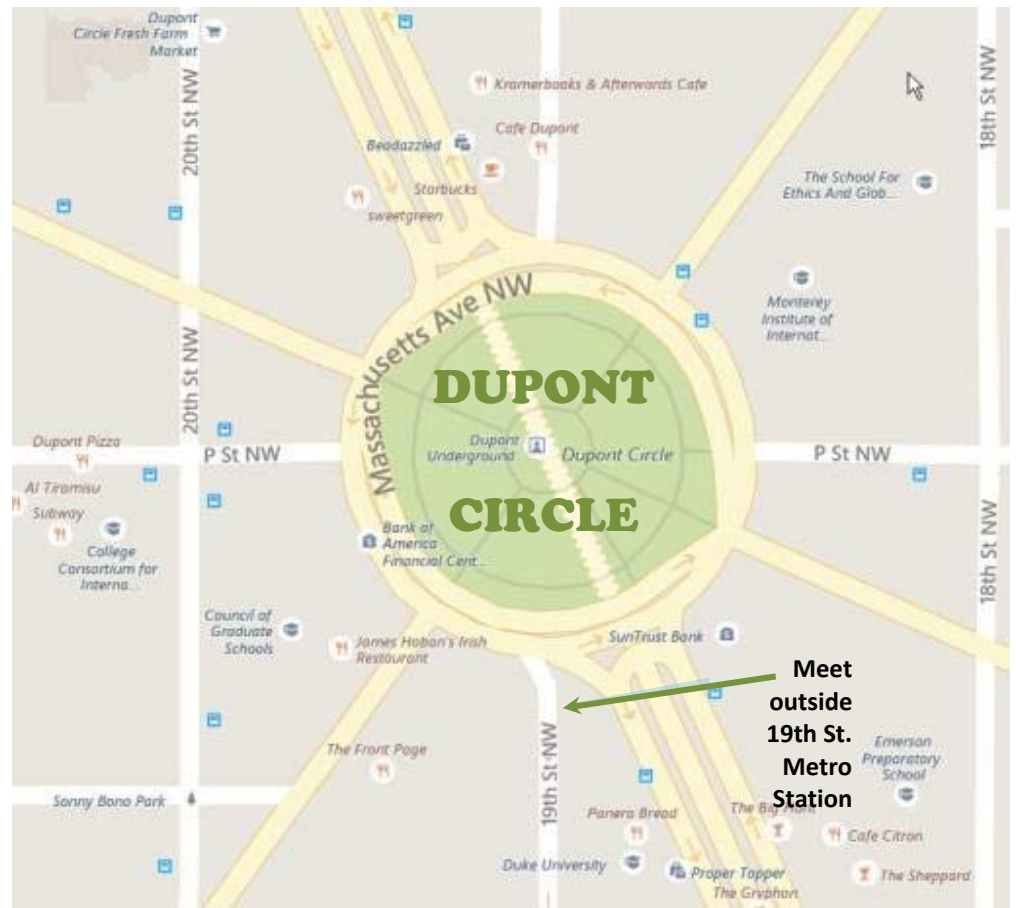 Dupont
Circle Fresh Farm
Market
20th St NW
18th St NW
Kramerbooks & Afterwords Cafe
Beadazzled
Cafe Dupont
Starbucks
sweetgreen
The School For
Ethics And Glob...
Massachusetts Ave NW
Monterey
Institute of
Internat...
20th St NW
DUPONT
Dupont
Underground
Dupont Circle
CIRCLE
Dupont Pizza
P St NW
P St NW
Al Tiramisu
Subway
College
Consortium for
Interna...
Bank of
America
Financial Cent...
18th St NW
Council of
Graduate
Schools
James Hoban's Irish
Restaurant
SunTrust Bank
Meet
outside
19th St.
Metro
Station
The Front Page
19th St NW
Emerson
Preparatory
School
Sonny Bono Park
Panera Bread
The Big Hunt
Cafe Citron
Duke University
Proper Topper
The Gryphon
The Sheppard